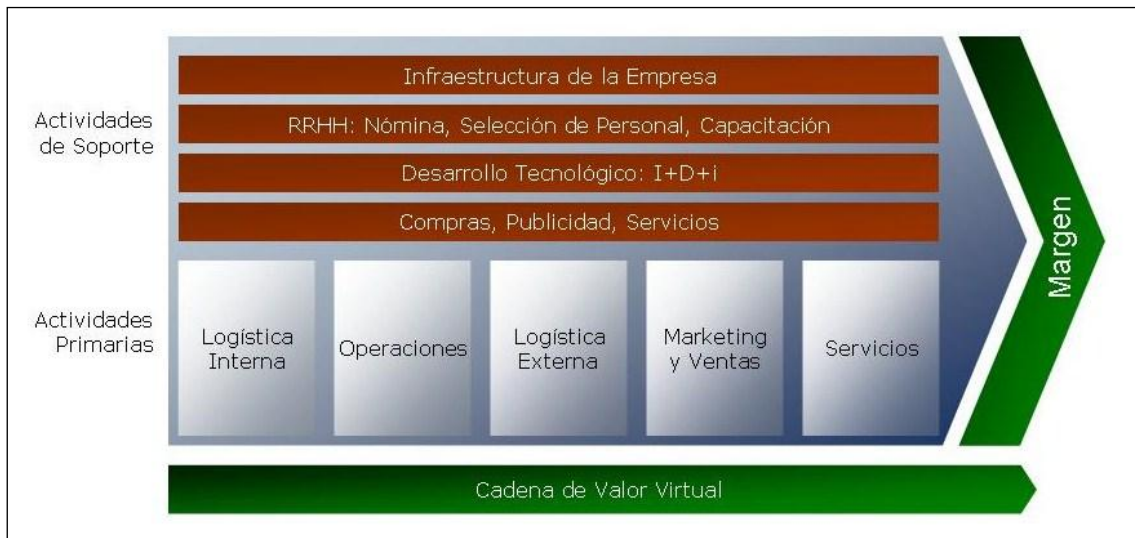 Actividades
de Soporte
Infraestructura de la Empresa
RRHH: Nómina, Selección de Personal, Capacitación
Desarrollo Tecnológico: I+D+i
Compras, Publicidad, Servicios
Actividades
Primarias
Logística
Interna
Operaciones
Logística
Externa
Marketing
y Ventas
Servicios
Margen
Cadena de Valor Virtual